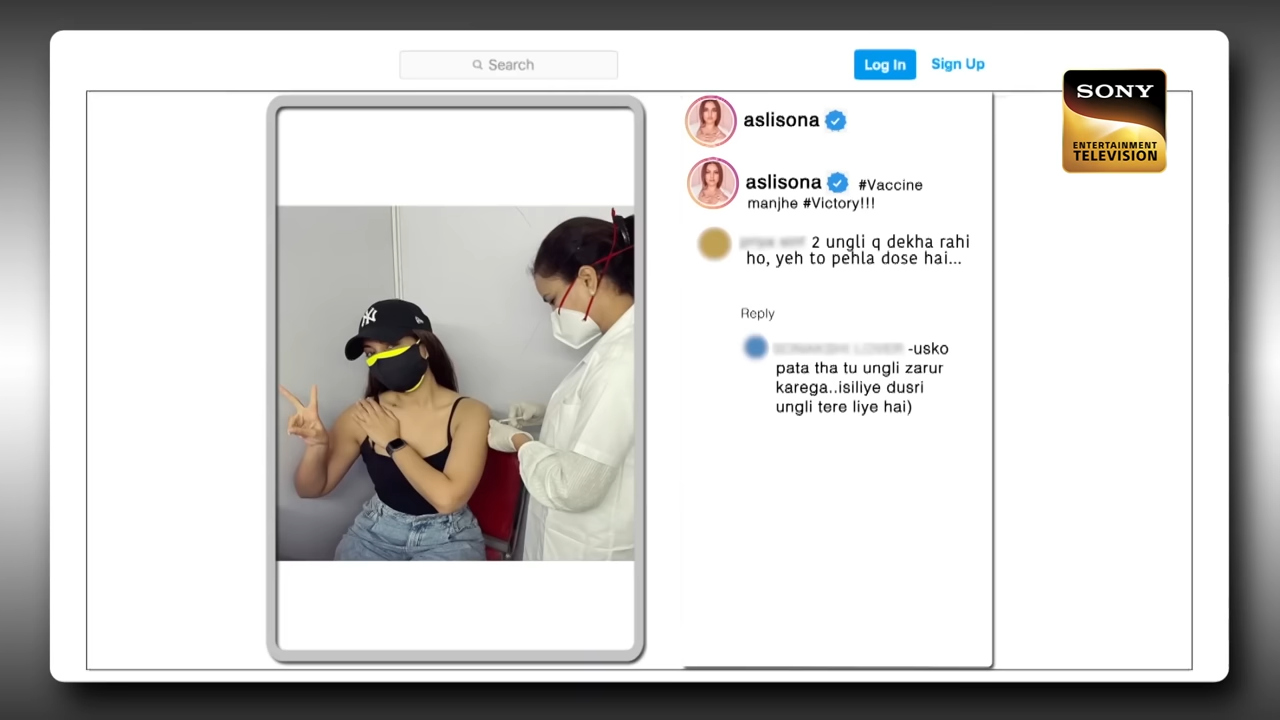 Search
Log In
Sign Up
SONY
ENTERTAINMENT
TELEVISION
aslisona
aslisona #Vaccine
manjhe #Victory!!!
2 ungli q dekha rahi
ho, yeh to pehla dose hai...
Reply
-usko
pata tha tu ungli zarur
karega..isiliye dusri
ungli tere liye hai)